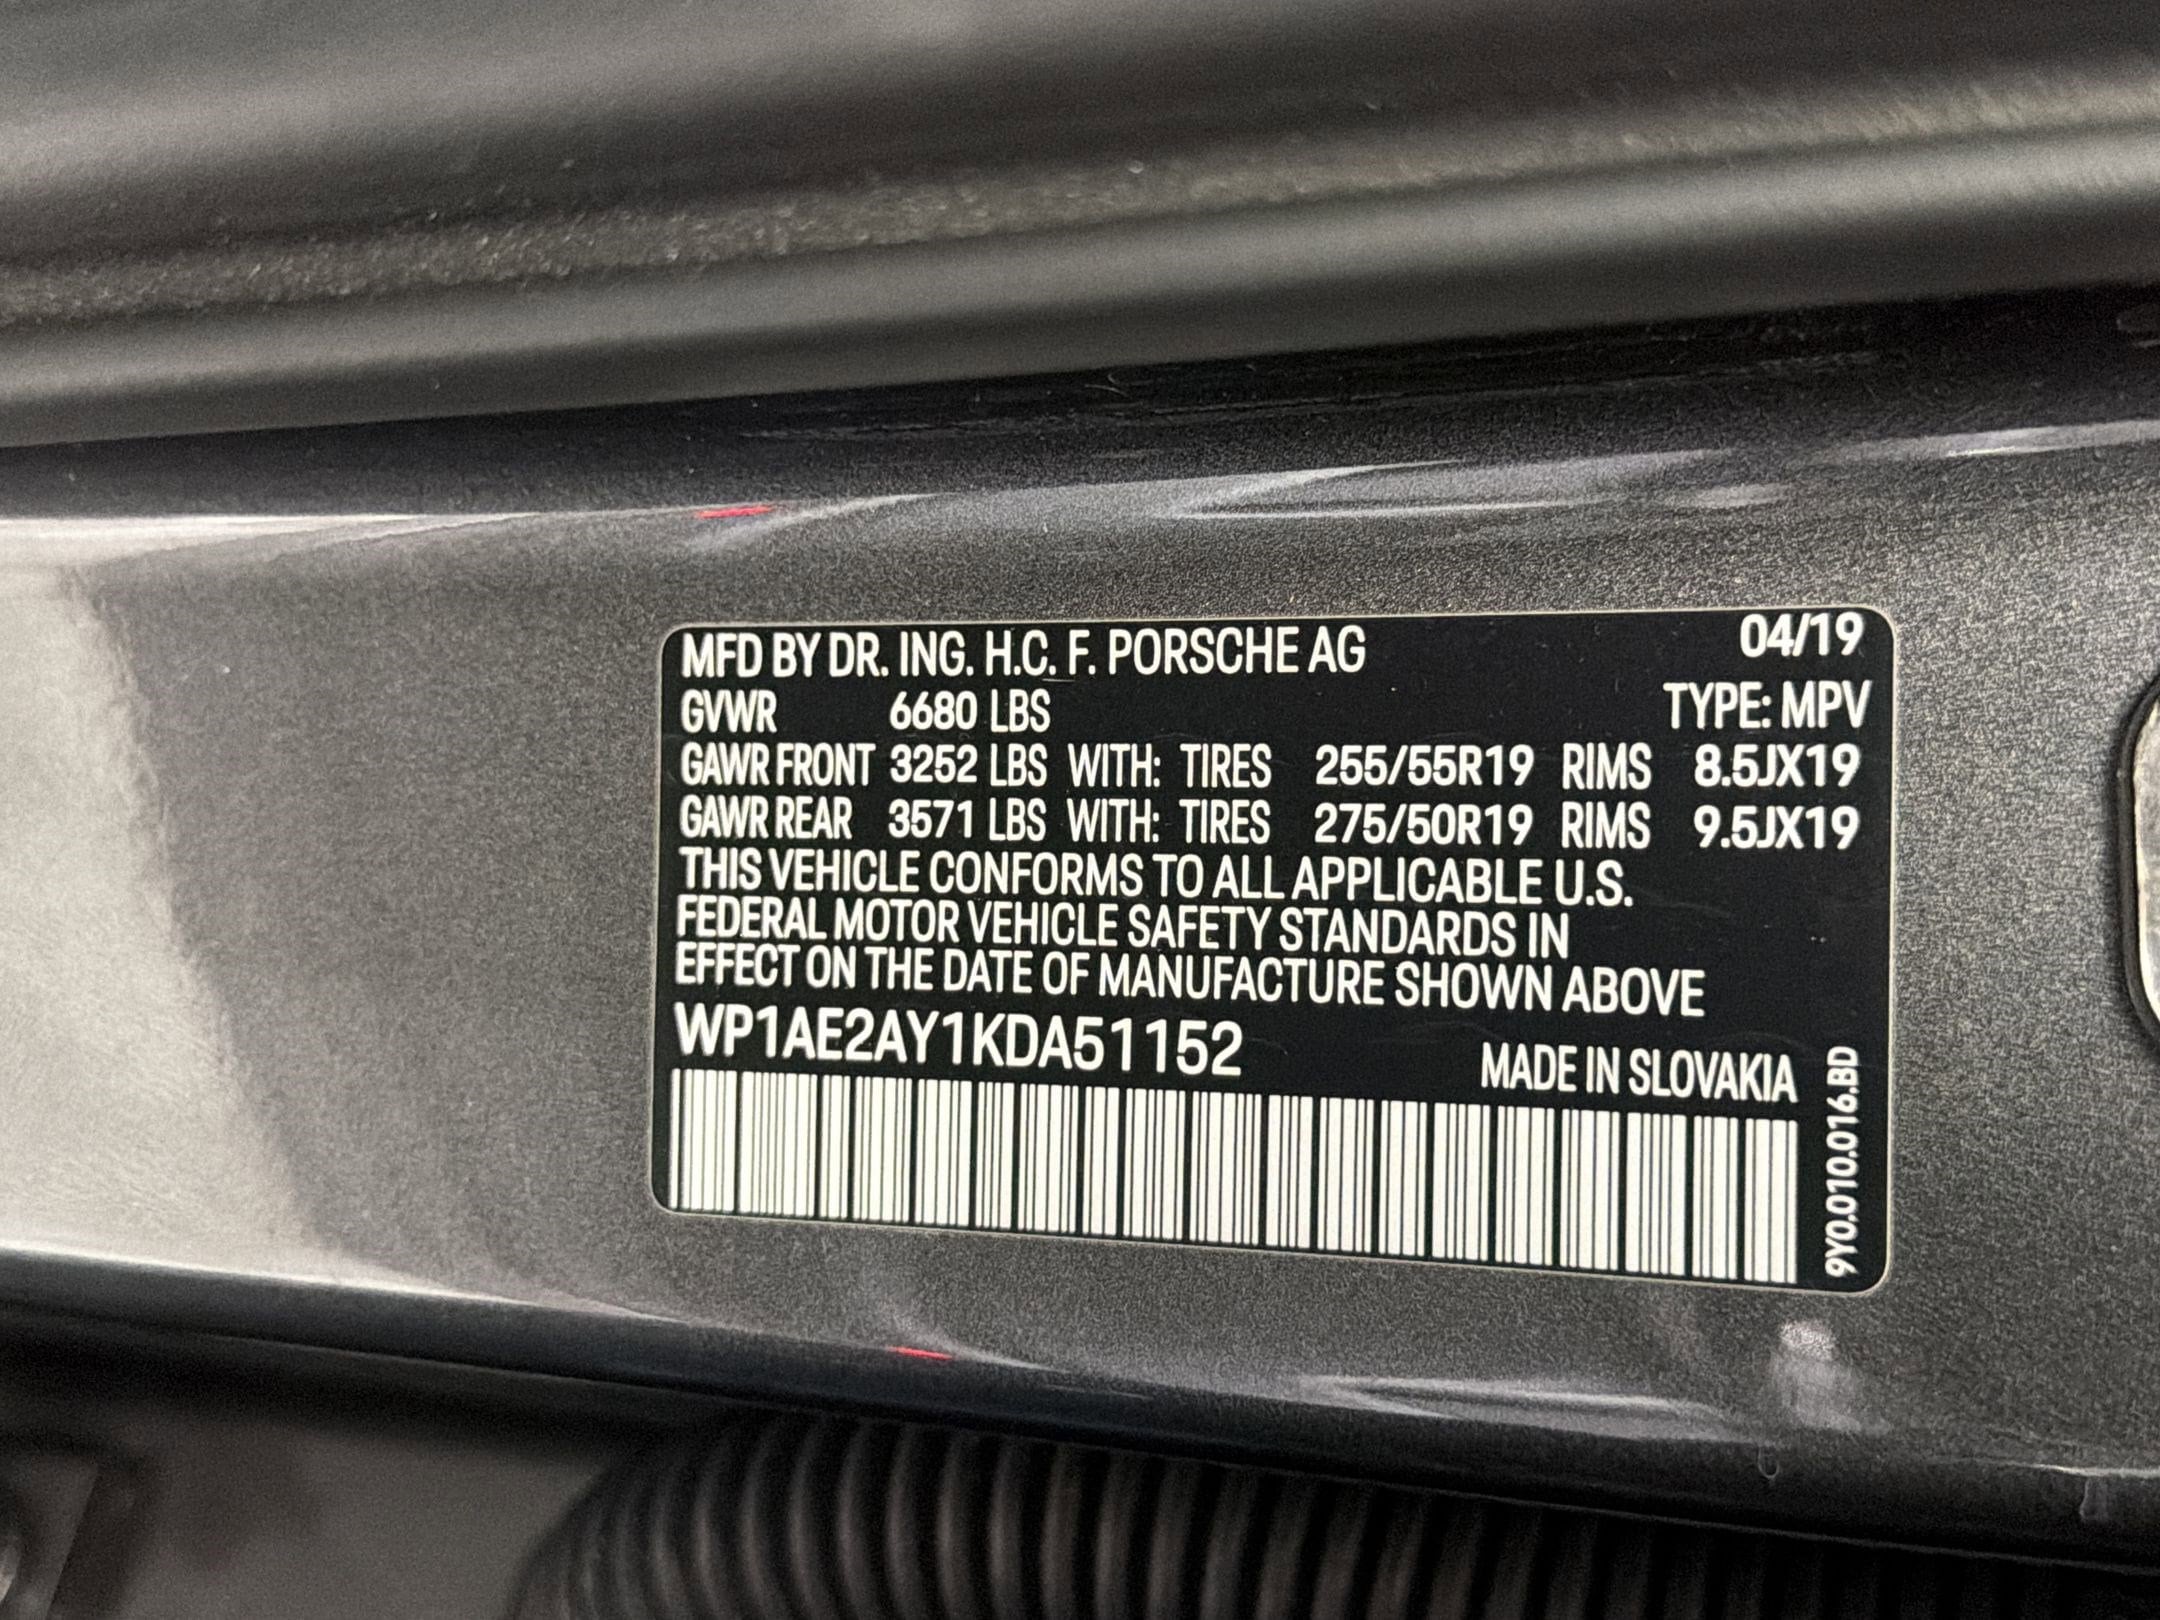 MFD BY DR. ING. H.C. F. PORSCHE AG 04/19
GVWR 6680 LBS TYPE: MPV
GAWR FRONT 3252 LBS WITH: TIRES 255/55R19 RIMS 8.5JX19
GAWR REAR 3571 LBS WITH: TIRES 275/50R19 RIMS 9.5JX19
THIS VEHICLE CONFORMS TO ALL APPLICABLE U.S.
FEDERAL MOTOR VEHICLE SAFETY STANDARDS IN
EFFECT ON THE DATE OF MANUFACTURE SHOWN ABOVE
WP1AE2AY1KDA51152
MADE IN SLOVAKIA
9Y0.010.016.BD